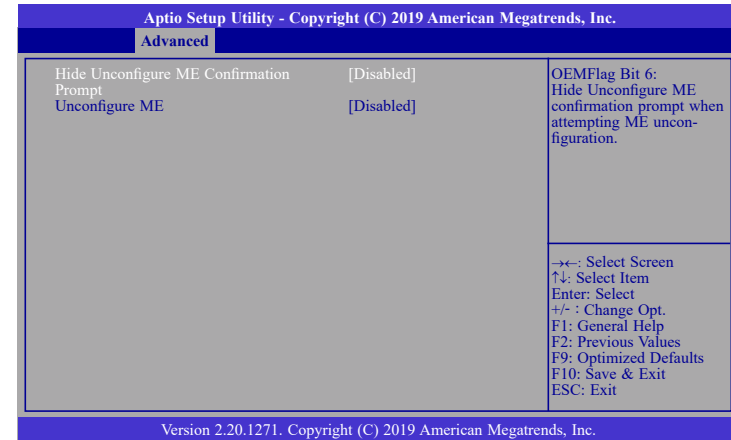 Aptio Setup Utility - Copyright (C) 2019 American Megatrends, Inc.
Advanced
Hide Unconfigure ME Confirmation Prompt [Disabled]
Unconfigure ME [Disabled]
OEMFlag Bit 6:
Hide Unconfigure ME
confirmation prompt when
attempting ME uncon-
figuration.
→←: Select Screen
↑↓: Select Item
Enter: Select
+/- : Change Opt.
F1: General Help
F2: Previous Values
F9: Optimized Defaults
F10: Save & Exit
ESC: Exit
Version 2.20.1271. Copyright (C) 2019 American Megatrends, Inc.